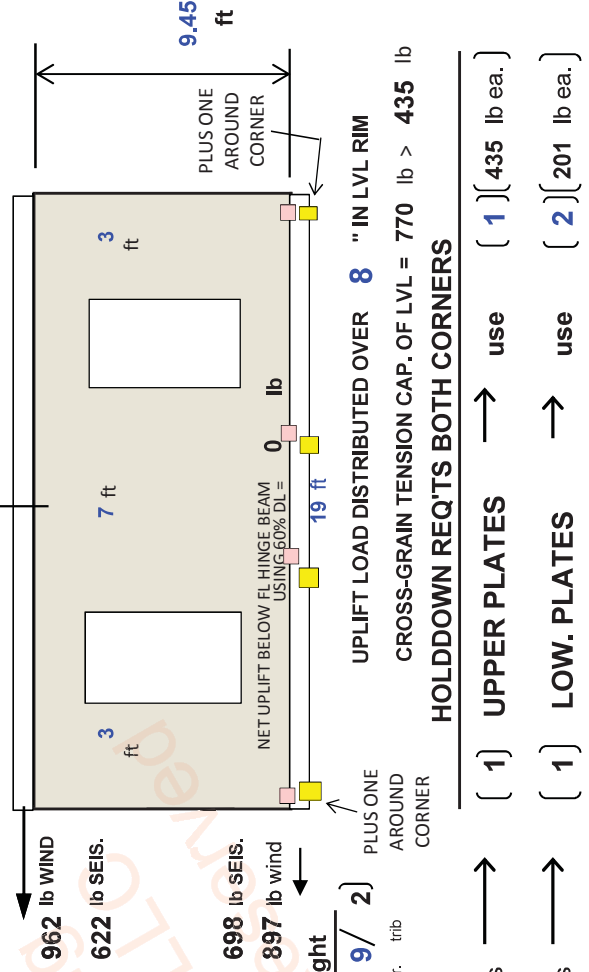 9.45
ft
PLUS ONE
AROUND
CORNER
3
ft
7 ft
3
ft
NET UPLIFT BELOW FL HINGE BEAM
USING 60% DL =
0 lb
19 ft
962 lb WIND
622 lb SEIS.
698 lb SEIS.
897 lb wind
PLUS ONE
AROUND
CORNER
UPLIFT LOAD DISTRIBUTED OVER 8 " IN LVL RIM
CROSS-GRAIN TENSION CAP. OF LVL = 770 lb > 435 lb
HOLDDOWN REQ'TS BOTH CORNERS
( 1 ) UPPER PLATES → use ( 1 )( 435 lb ea. )
( 1 ) LOW. PLATES → use ( 2 )( 201 lb ea. )
ght
9/ 2)
r. trib
s
s
served